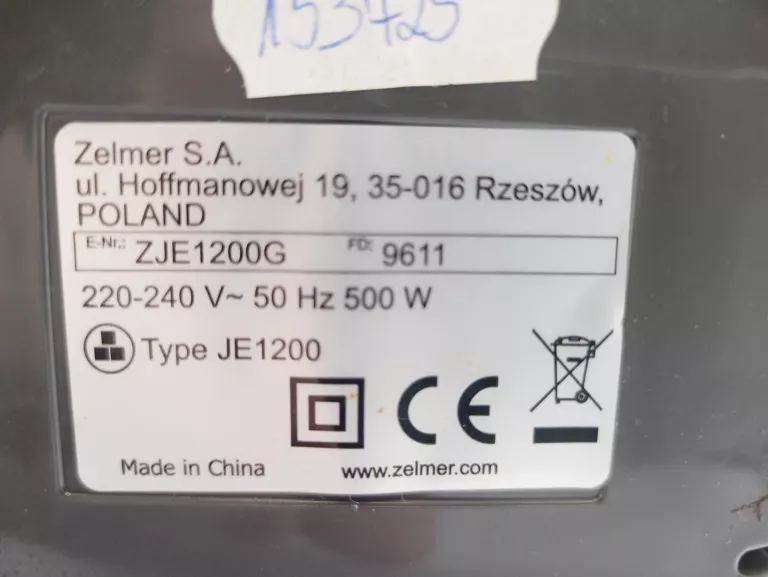 153725
Zelmer S.A.
ul. Hoffmanowej 19, 35-016 Rzeszów,
POLAND
E-Nr.: ZJE1200G FD: 9611
220-240 V~ 50 Hz 500 W
Type JE1200
CE
Made in China www.zelmer.com